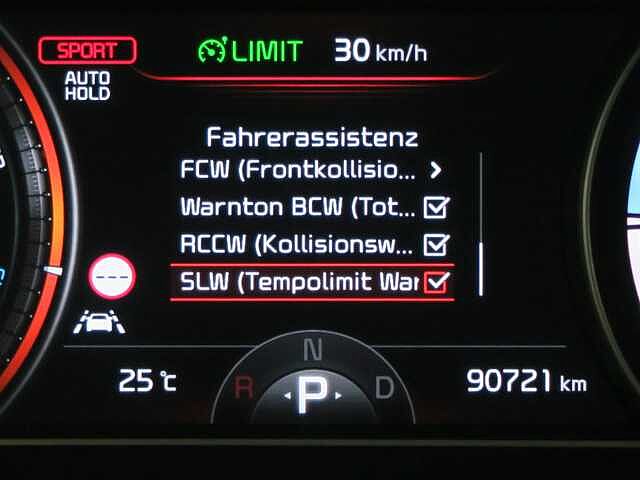 SPORT
LIMIT 30 km/h
AUTO
HOLD
Fahrerassistenz
FCW (Frontkollisio...
Warnton BCW (Tot...
RCCW (Kollisionsw...
SLW (Tempolimit War
---
N
25 °C
R P D
90721 km